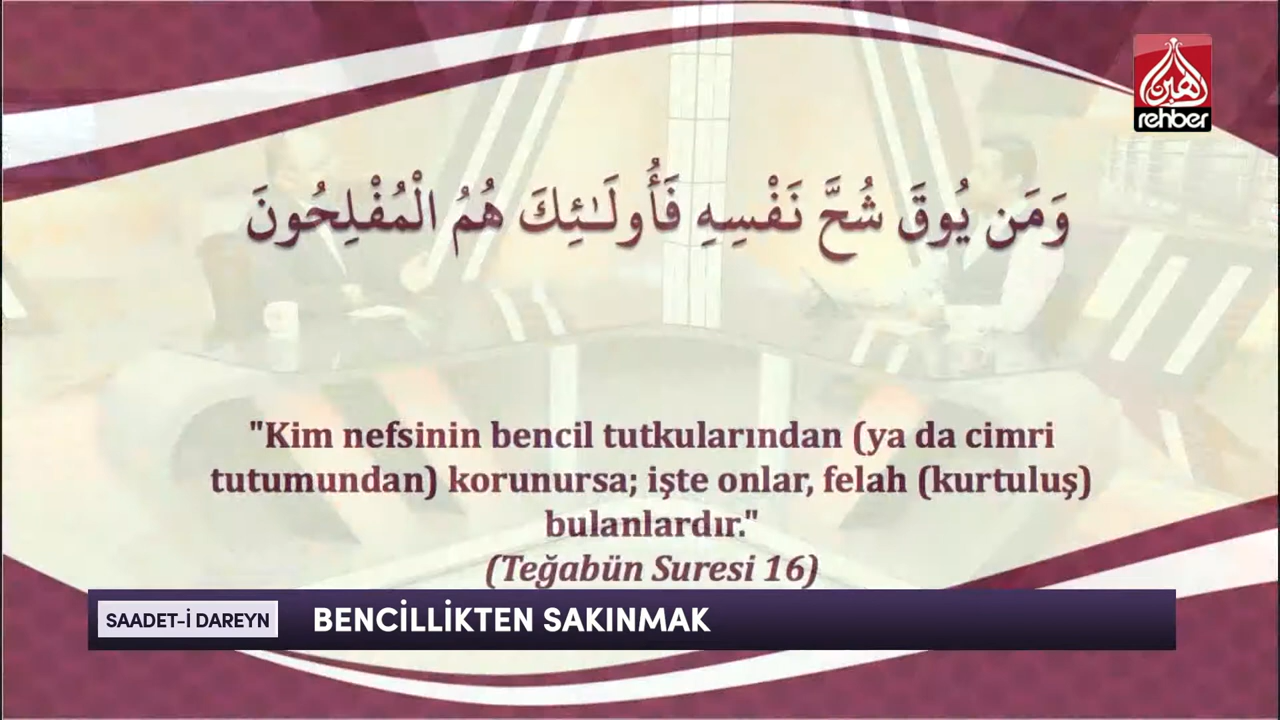 رهبر
rehber
وَمَن يُوقَ شُحَّ نَفْسِهِ فَأُولَـٰئِكَ هُمُ الْمُفْلِحُونَ
"Kim nefsinin bencil tutkularından (ya da cimri
tutumundan) korunursa; işte onlar, felah (kurtuluş)
bulanlardır."
(Teğabün Suresi 16)
SAADET-İ DAREYN
BENCİLLİKTEN SAKINMAK